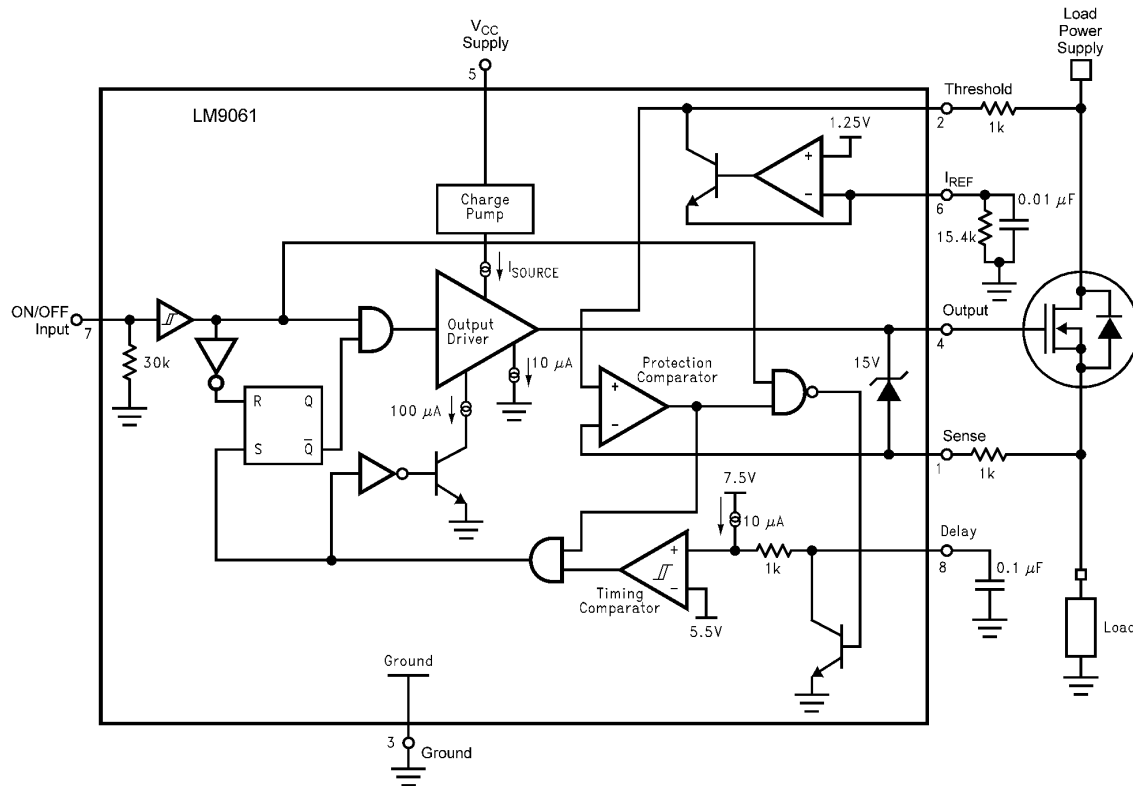 V_CC
Supply
5
Load
Power
Supply
LM9061
Threshold
2
1k
1.25V
+
−
I_REF
6
0.01 μF
15.4k
Charge
Pump
I_SOURCE
ON/OFF
Input
7
30k
Output
Driver
10 μA
100 μA
Output
4
15V
Protection
Comparator
+
−
R
Q
S
Q̅
Sense
1
1k
7.5V
10 μA
Delay
8
0.1 μF
1k
+
−
Timing
Comparator
5.5V
Load
Ground
3
Ground